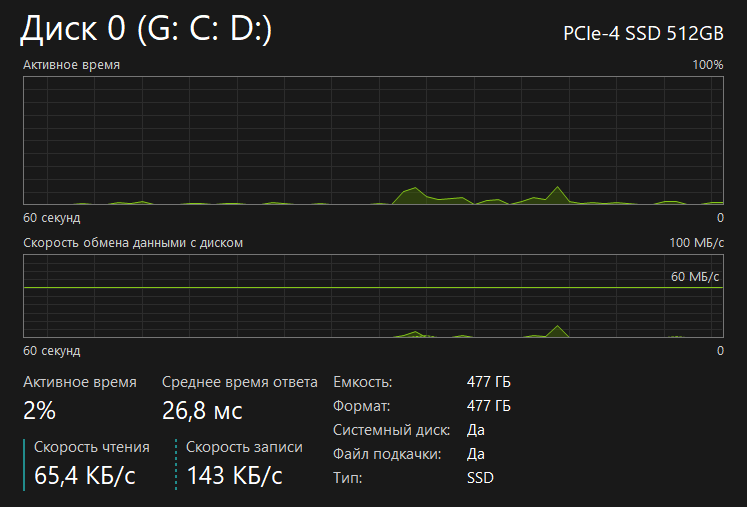 Диск 0 (G: C: D:)
PCIe-4 SSD 512GB
Активное время
100%
60 секунд
0
Скорость обмена данными с диском
100 МБ/с
60 МБ/с
60 секунд
0
Активное время
2%
Среднее время ответа
26,8 мс
Скорость чтения
65,4 КБ/с
Скорость записи
143 КБ/с
Емкость: 477 ГБ
Формат: 477 ГБ
Системный диск: Да
Файл подкачки: Да
Тип: SSD